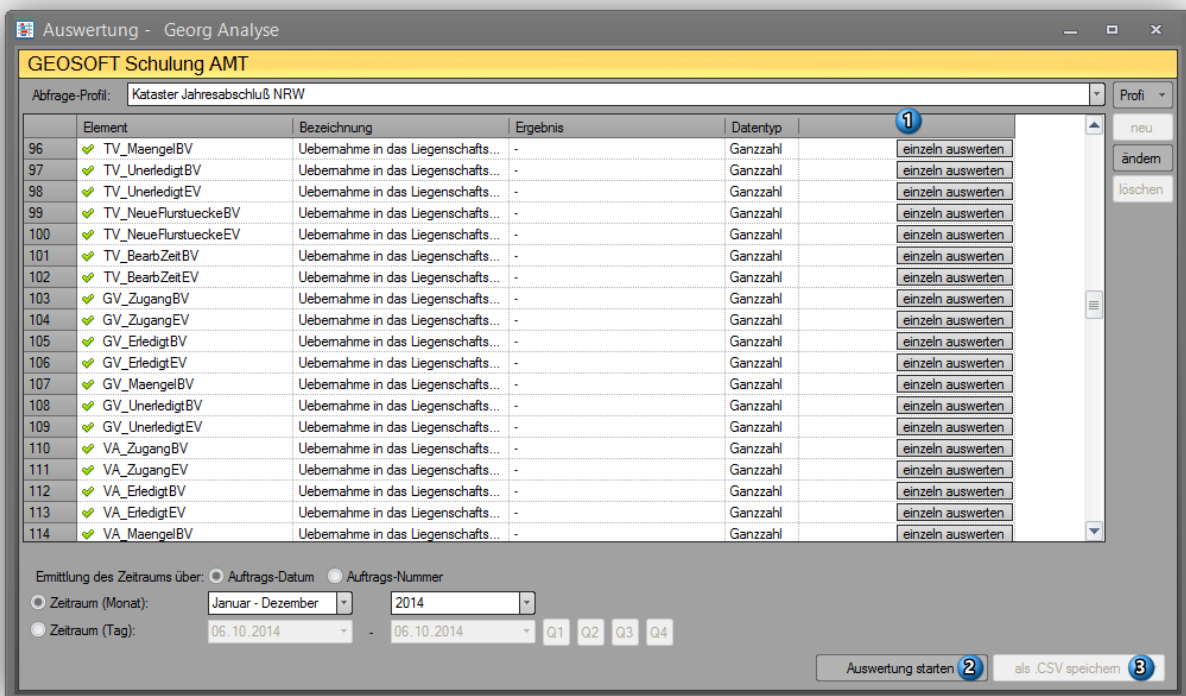 Auswertung - Georg Analyse
GEOSOFT Schulung AMT
Abfrage-Profil: Kataster Jahresabschluß NRW Profi
Element Bezeichnung Ergebnis Datentyp 1 neu
96 TV_MaengelBV Uebernahme in das Liegenschafts... - Ganzzahl einzeln auswerten
ändern
97 TV_UnerledigtBV Uebernahme in das Liegenschafts... - Ganzzahl einzeln auswerten
löschen
98 TV_UnerledigtEV Uebernahme in das Liegenschafts... - Ganzzahl einzeln auswerten
99 TV_NeueFlurstueckeBV Uebernahme in das Liegenschafts... - Ganzzahl einzeln auswerten
100 TV_NeueFlurstueckeEV Uebernahme in das Liegenschafts... - Ganzzahl einzeln auswerten
101 TV_BearbZeitBV Uebernahme in das Liegenschafts... - Ganzzahl einzeln auswerten
102 TV_BearbZeitEV Uebernahme in das Liegenschafts... - Ganzzahl einzeln auswerten
103 GV_ZugangBV Uebernahme in das Liegenschafts... - Ganzzahl einzeln auswerten
104 GV_ZugangEV Uebernahme in das Liegenschafts... - Ganzzahl einzeln auswerten
105 GV_ErledigtBV Uebernahme in das Liegenschafts... - Ganzzahl einzeln auswerten
106 GV_ErledigtEV Uebernahme in das Liegenschafts... - Ganzzahl einzeln auswerten
107 GV_MaengelBV Uebernahme in das Liegenschafts... - Ganzzahl einzeln auswerten
108 GV_UnerledigtBV Uebernahme in das Liegenschafts... - Ganzzahl einzeln auswerten
109 GV_UnerledigtEV Uebernahme in das Liegenschafts... - Ganzzahl einzeln auswerten
110 VA_ZugangBV Uebernahme in das Liegenschafts... - Ganzzahl einzeln auswerten
111 VA_ZugangEV Uebernahme in das Liegenschafts... - Ganzzahl einzeln auswerten
112 VA_ErledigtBV Uebernahme in das Liegenschafts... - Ganzzahl einzeln auswerten
113 VA_ErledigtEV Uebernahme in das Liegenschafts... - Ganzzahl einzeln auswerten
114 VA_MaengelBV Uebernahme in das Liegenschafts... - Ganzzahl einzeln auswerten
Ermittlung des Zeitraums über: Auftrags-Datum Auftrags-Nummer
Zeitraum (Monat): Januar - Dezember 2014
Zeitraum (Tag): 06.10.2014 - 06.10.2014 Q1 Q2 Q3 Q4
Auswertung starten 2 als .CSV speichern 3